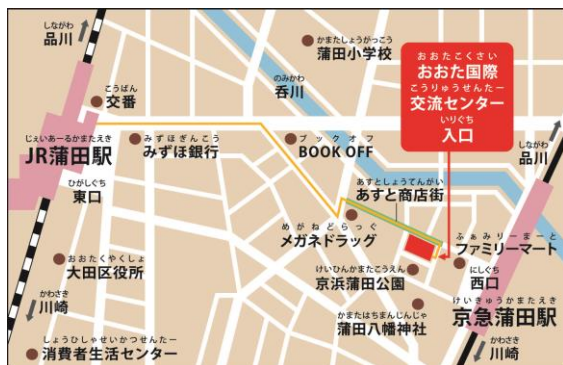 しながわ
品川
こうばん
交番
じぇいあーるかまたえき
JR蒲田駅
ひがしぐち
東口
みずほぎんこう
みずほ銀行
かまたしょうがっこう
蒲田小学校
のみかわ
呑川
ブックオフ
BOOK OFF
おおたこくさい
おおた国際
こうりゅうせんたー
交流センター
いりぐち
入口
しながわ
品川
あすとしょうてんがい
あすと商店街
めがねどらっぐ
メガネドラッグ
ふぁみりーまーと
ファミリーマート
にしぐち
西口
けいきゅうかまたえき
京急蒲田駅
けいひんかまたこうえん
京浜蒲田公園
かまたはちまんじんじゃ
蒲田八幡神社
おおたくやくしょ
大田区役所
かわさき
川崎
しょうひしゃせいかつせんたー
消費者生活センター
かわさき
川崎